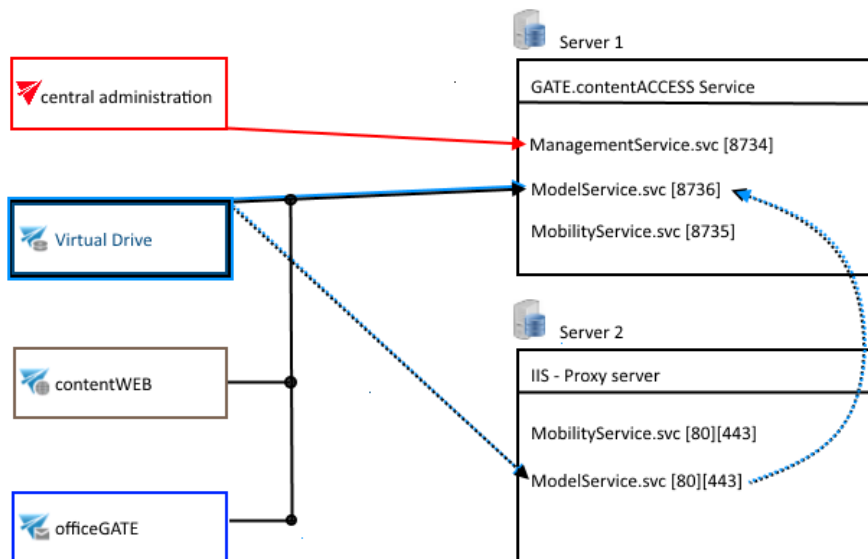 Server 1
central administration
GATE.contentACCESS Service
ManagementService.svc [8734]
ModelService.svc [8736]
MobilityService.svc [8735]
Virtual Drive
Server 2
contentWEB
IIS - Proxy server
MobilityService.svc [80][443]
ModelService.svc [80][443]
officeGATE